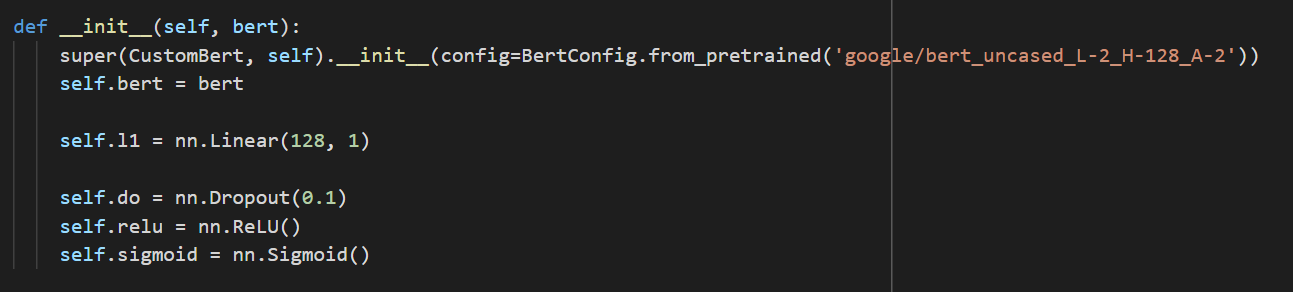 def __init__(self, bert):
super(CustomBert, self).__init__(config=BertConfig.from_pretrained('google/bert_uncased_L-2_H-128_A-2'))
self.bert = bert
self.l1 = nn.Linear(128, 1)
self.do = nn.Dropout(0.1)
self.relu = nn.ReLU()
self.sigmoid = nn.Sigmoid()